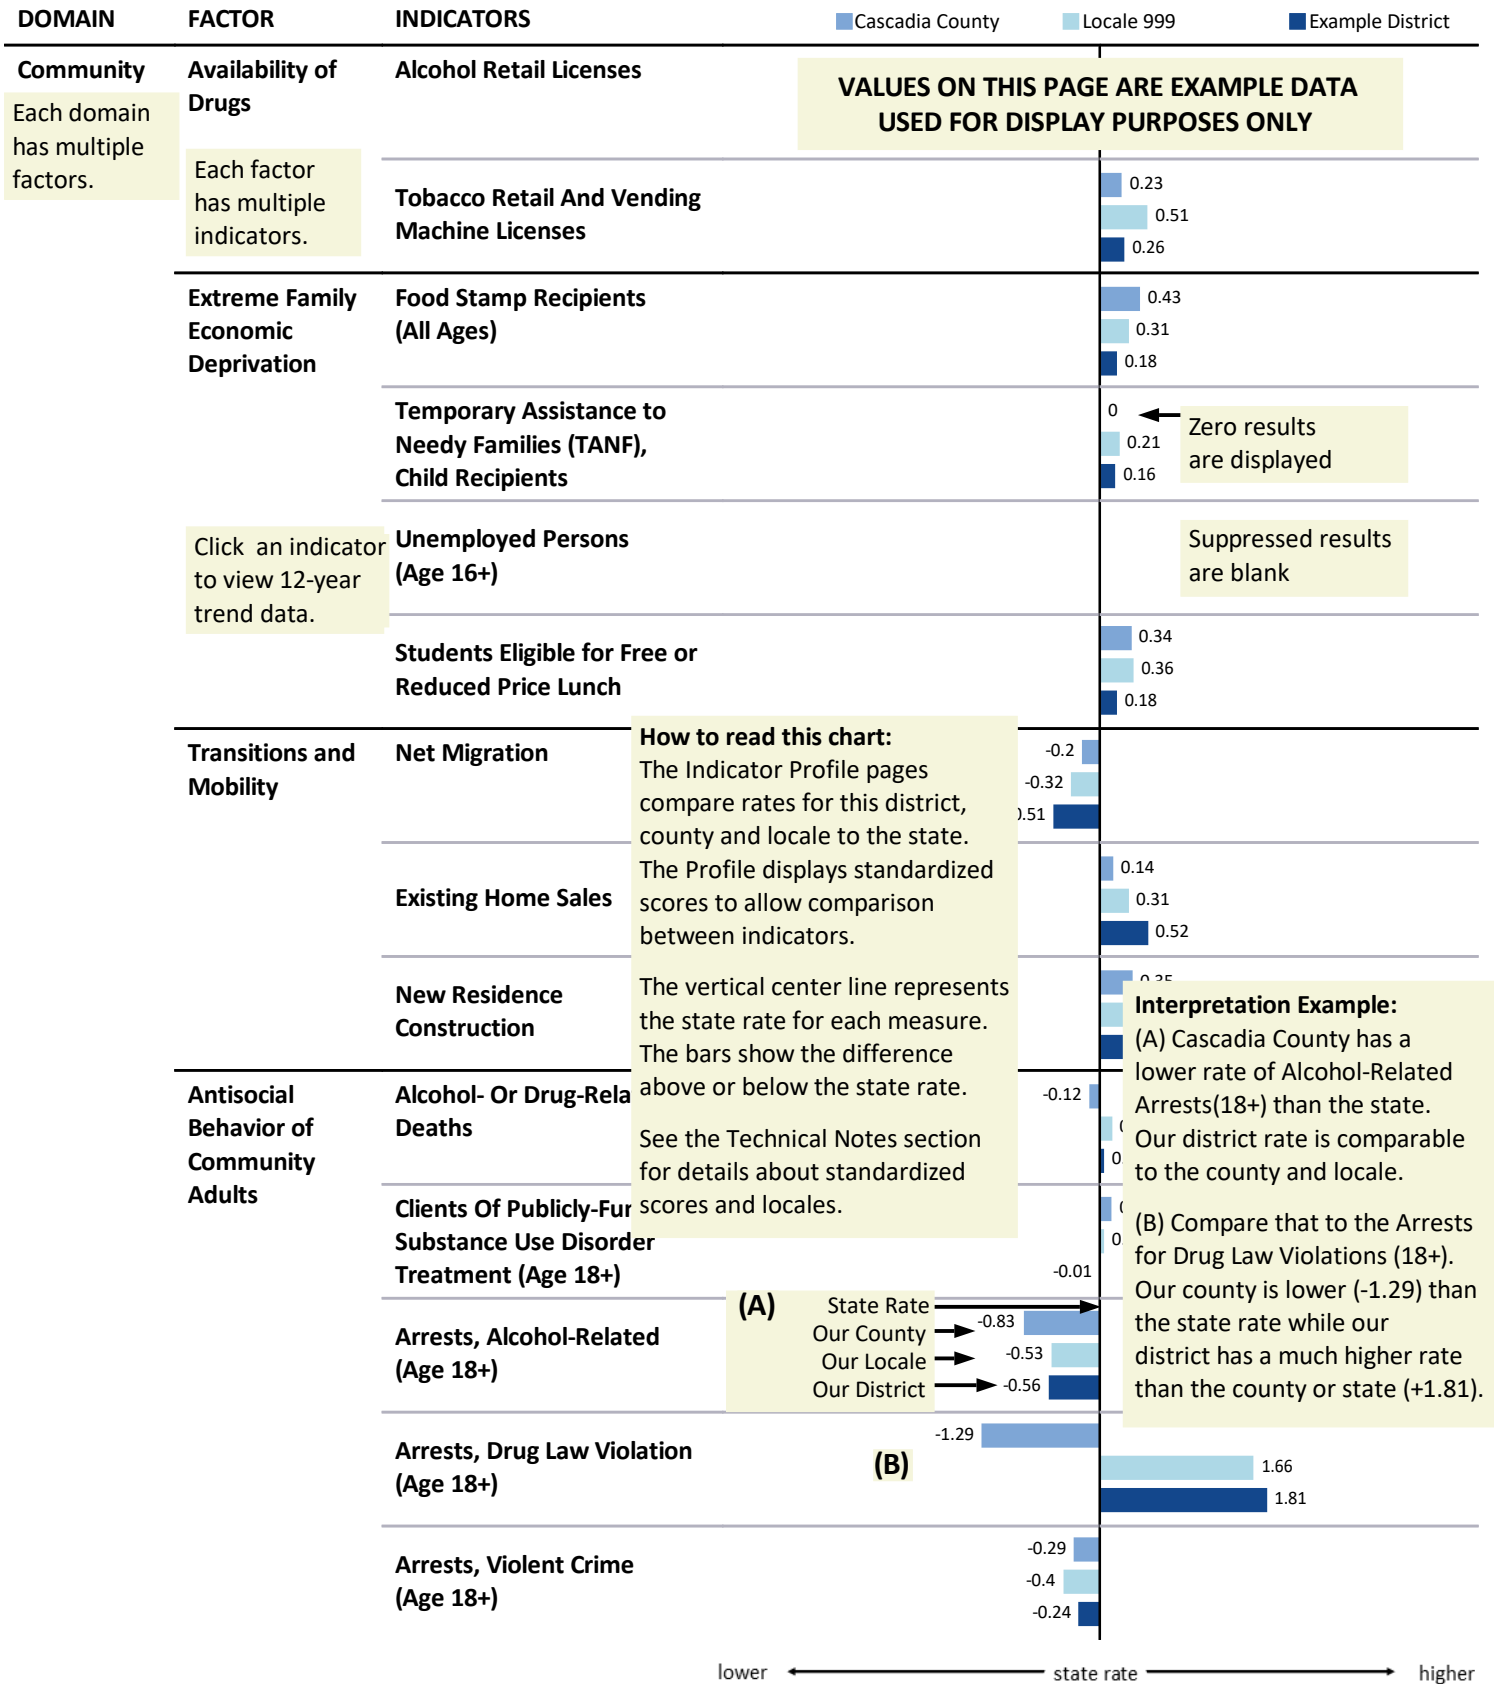 DOMAIN FACTOR INDICATORS Cascadia County Locale 999 Example District
Community
Each domain
has multiple
factors.
Availability of
Drugs
Each factor
has multiple
indicators.
Alcohol Retail Licenses
VALUES ON THIS PAGE ARE EXAMPLE DATA
USED FOR DISPLAY PURPOSES ONLY
Tobacco Retail And Vending
Machine Licenses
0.23
0.51
0.26
Extreme Family
Economic
Deprivation
Food Stamp Recipients
(All Ages)
0.43
0.31
0.18
Temporary Assistance to
Needy Families (TANF),
Child Recipients
0
0.21
0.16
Zero results
are displayed
Click an indicator
to view 12-year
trend data.
Unemployed Persons
(Age 16+)
Suppressed results
are blank
Students Eligible for Free or
Reduced Price Lunch
0.34
0.36
0.18
Transitions and
Mobility
Net Migration
-0.2
-0.32
.51
How to read this chart:
The Indicator Profile pages
compare rates for this district,
county and locale to the state.
The Profile displays standardized
scores to allow comparison
between indicators.
The vertical center line represents
the state rate for each measure.
The bars show the difference
above or below the state rate.
See the Technical Notes section
for details about standardized
scores and locales.
Existing Home Sales
0.14
0.31
0.52
New Residence
Construction
Interpretation Example:
(A) Cascadia County has a
lower rate of Alcohol-Related
Arrests(18+) than the state.
Our district rate is comparable
to the county and locale.
(B) Compare that to the Arrests
for Drug Law Violations (18+).
Our county is lower (-1.29) than
the state rate while our
district has a much higher rate
than the county or state (+1.81).
Antisocial
Behavior of
Community
Adults
Alcohol- Or Drug-Rela
Deaths
-0.12
0.
Clients Of Publicly-Fun
Substance Use Disorder
Treatment (Age 18+)
0.
-0.01
Arrests, Alcohol-Related
(Age 18+)
(A)
State Rate
Our County
Our Locale
Our District
-0.83
-0.53
-0.56
Arrests, Drug Law Violation
(Age 18+)
(B)
-1.29
1.66
1.81
Arrests, Violent Crime
(Age 18+)
-0.29
-0.4
-0.24
lower state rate higher